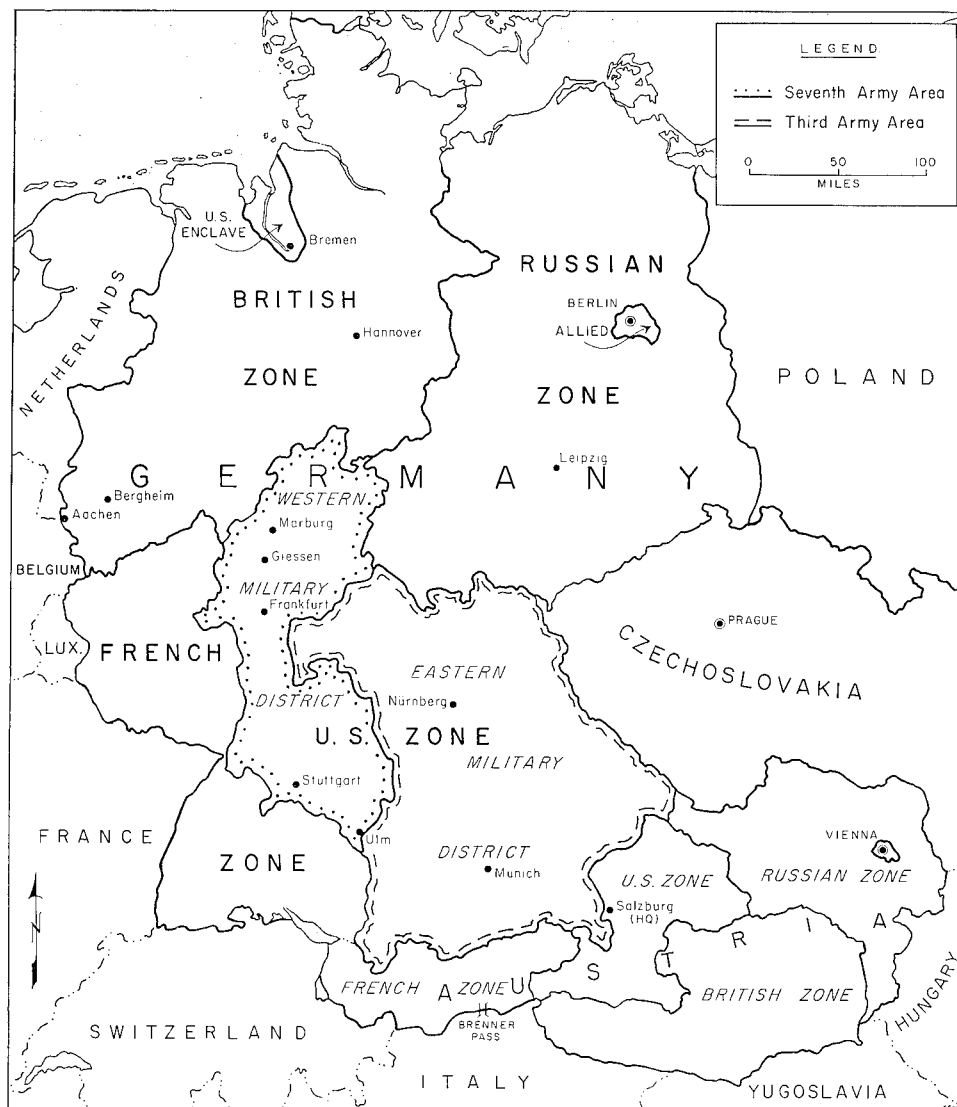 LEGEND
Seventh Army Area
Third Army Area
0 50 100
MILES
U.S.
ENCLAVE
Bremen
RUSSIAN
BRITISH
BERLIN
ALLIED
Hannover
NETHERLANDS
ZONE
POLAND
ZONE
Leipzig
GERMANY
WESTERN
Bergheim
Aachen
Marburg
Giessen
BELGIUM
MILITARY
Frankfurt
PRAGUE
LUX.
FRENCH
CZECHOSLOVAKIA
EASTERN
DISTRICT
Nürnberg
U.S. ZONE
MILITARY
Stuttgart
FRANCE
Ulm
VIENNA
ZONE
DISTRICT
Munich
U.S. ZONE
RUSSIAN ZONE
Salzburg
(HQ)
N
AUSTRIA
FRENCH ZONE
BRITISH ZONE
HUNGARY
BRENNER
PASS
SWITZERLAND
ITALY
YUGOSLAVIA